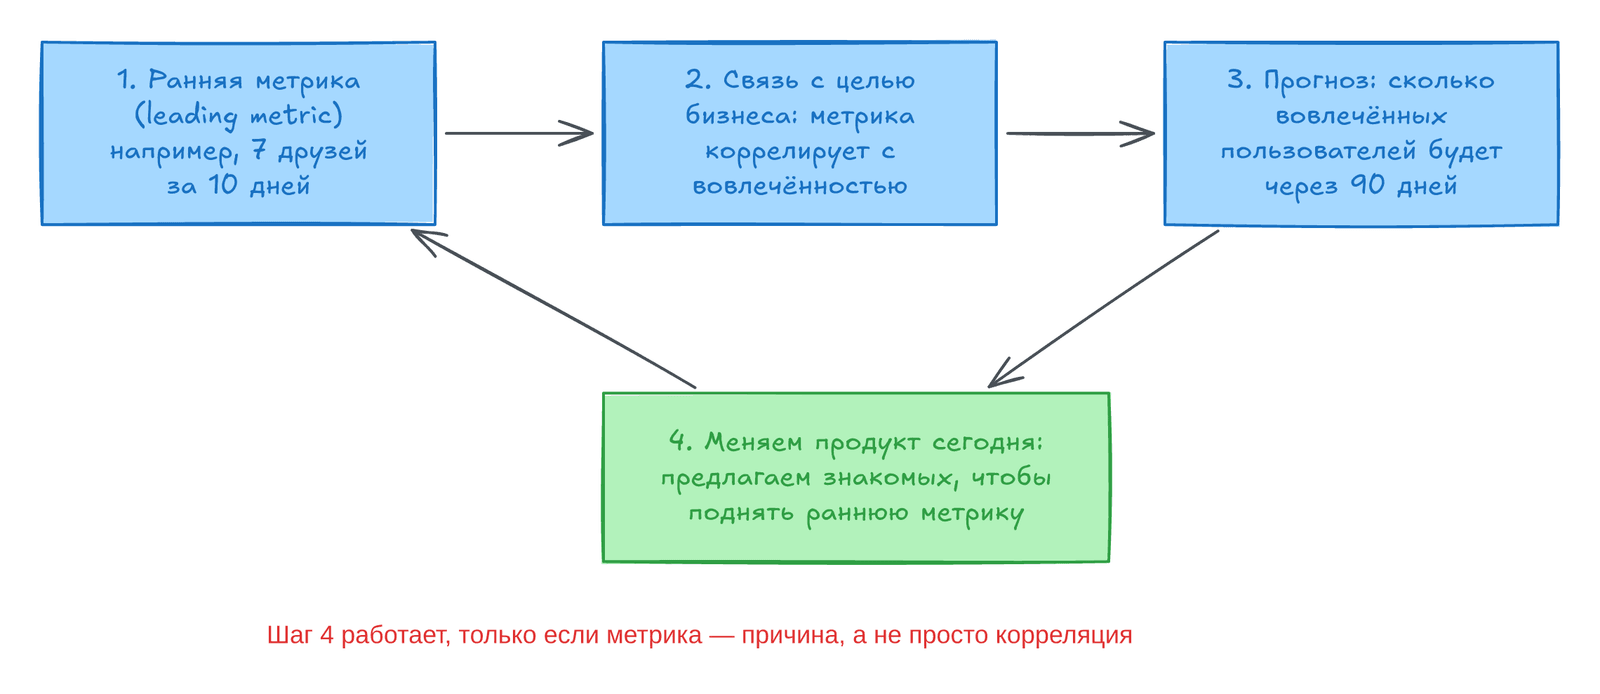 1. Ранняя метрика
(leading metric)
например, 7 друзей
за 10 дней
2. Связь с целью
бизнеса: метрика
коррелирует с
вовлечённостью
3. Прогноз: сколько
вовлечённых
пользователей будет
через 90 дней
4. Меняем продукт сегодня:
предлагаем знакомых, чтобы
поднять раннюю метрику
Шаг 4 работает, только если метрика — причина, а не просто корреляция